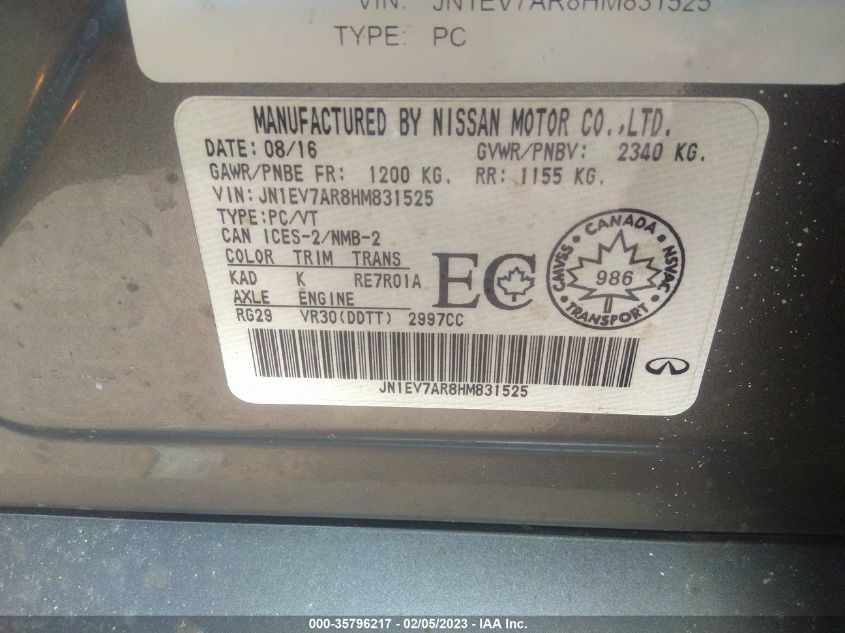 VIN: JN1EV7AR8HM831525
TYPE: PC
MANUFACTURED BY NISSAN MOTOR CO.,LTD.
DATE: 08/16 GVWR/PNBV: 2340 KG.
GAWR/PNBE FR: 1200 KG. RR: 1155 KG.
VIN: JN1EV7AR8HM831525
TYPE:PC/VT
CAN ICES-2/NMB-2
COLOR TRIM TRANS
KAD K RE7R01A
AXLE ENGINE
RG29 VR30(DDTT) 2997CC
EC
CANADA
CMVSS 986 NSVAC
TRANSPORT
JN1EV7AR8HM831525
000-35796217 - 02/05/2023 - IAA Inc.